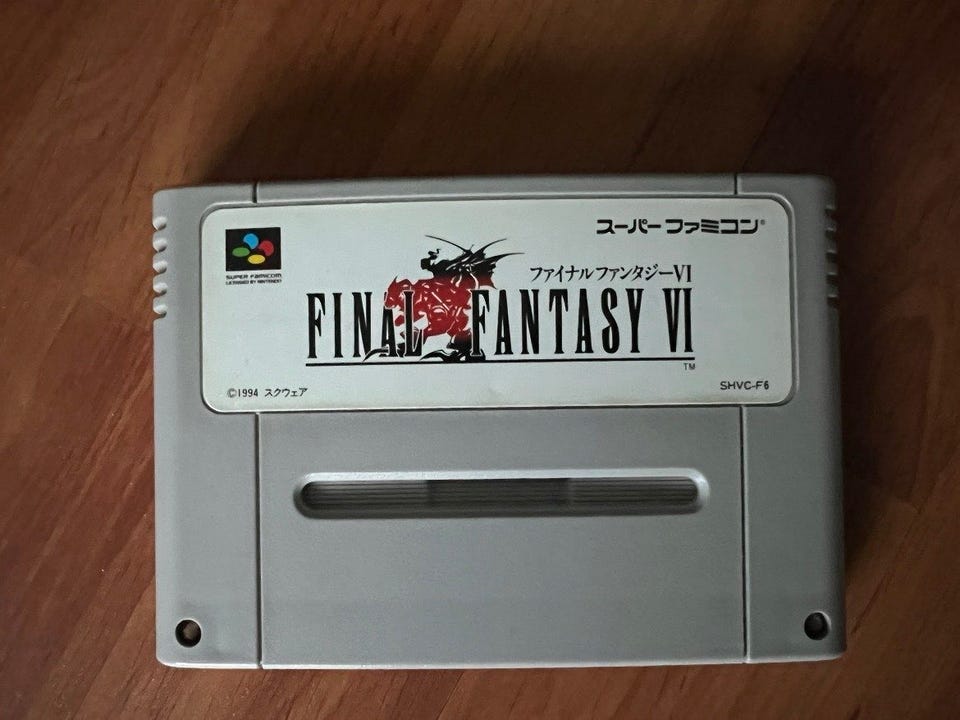 スーパーファミコン®
SUPER FAMICOM
LICENSED BY NINTENDO
ファイナルファンタジーVI
FINAL FANTASY VI
TM
©1994 スクウェア
SHVC-F6